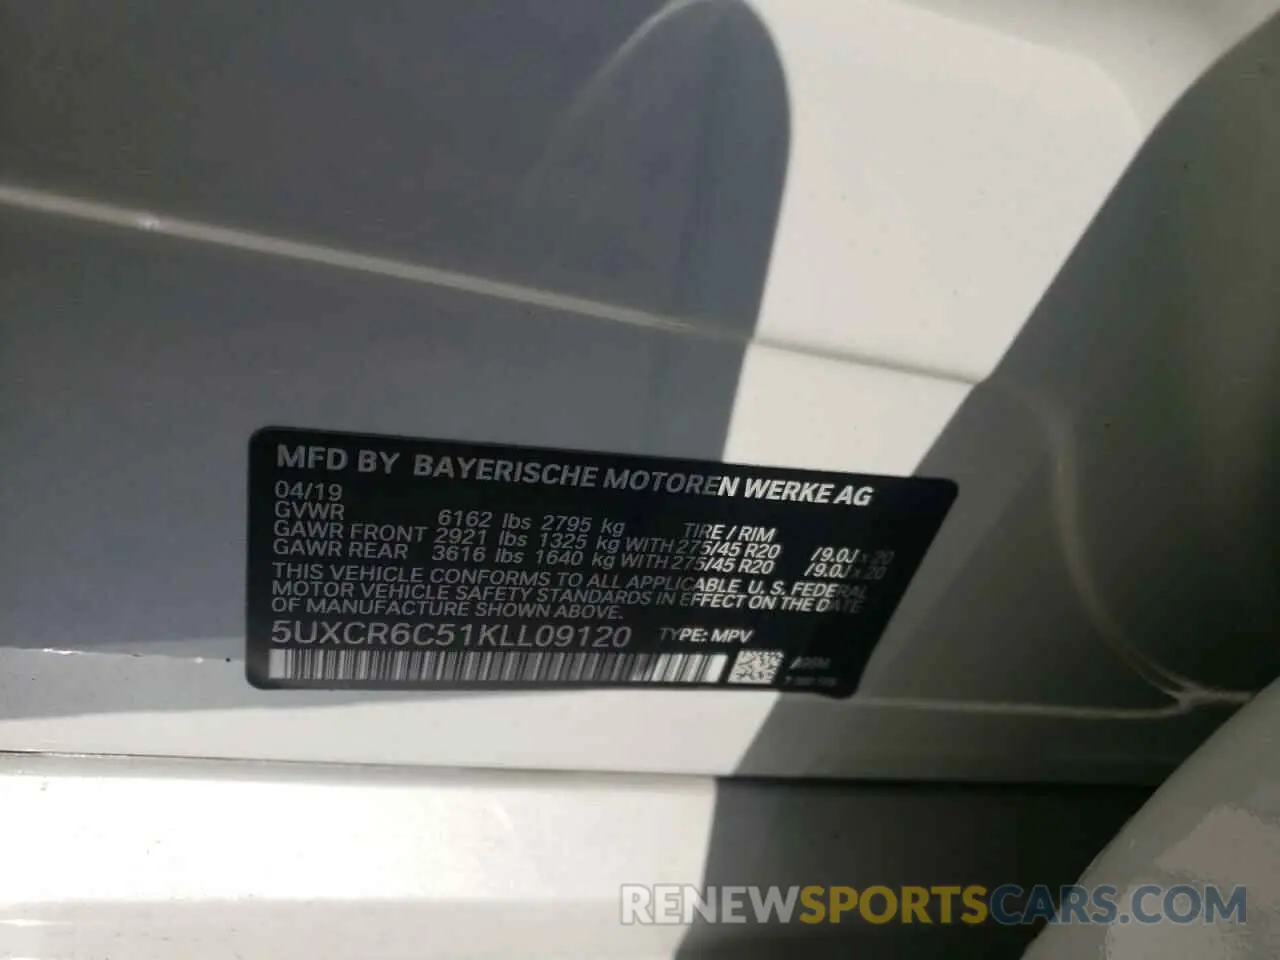 MFD BY BAYERISCHE MOTOREN WERKE AG
04/19
GVWR 6162 lbs 2795 kg TIRE / RIM
GAWR FRONT 2921 lbs 1325 kg WITH 275/45 R20 /9.0J x 20
GAWR REAR 3616 lbs 1640 kg WITH 275/45 R20 /9.0J x 20
THIS VEHICLE CONFORMS TO ALL APPLICABLE U. S. FEDERAL
MOTOR VEHICLE SAFETY STANDARDS IN EFFECT ON THE DATE
OF MANUFACTURE SHOWN ABOVE.
5UXCR6C51KLL09120 TYPE: MPV
RENEWSPORTSCARS.COM